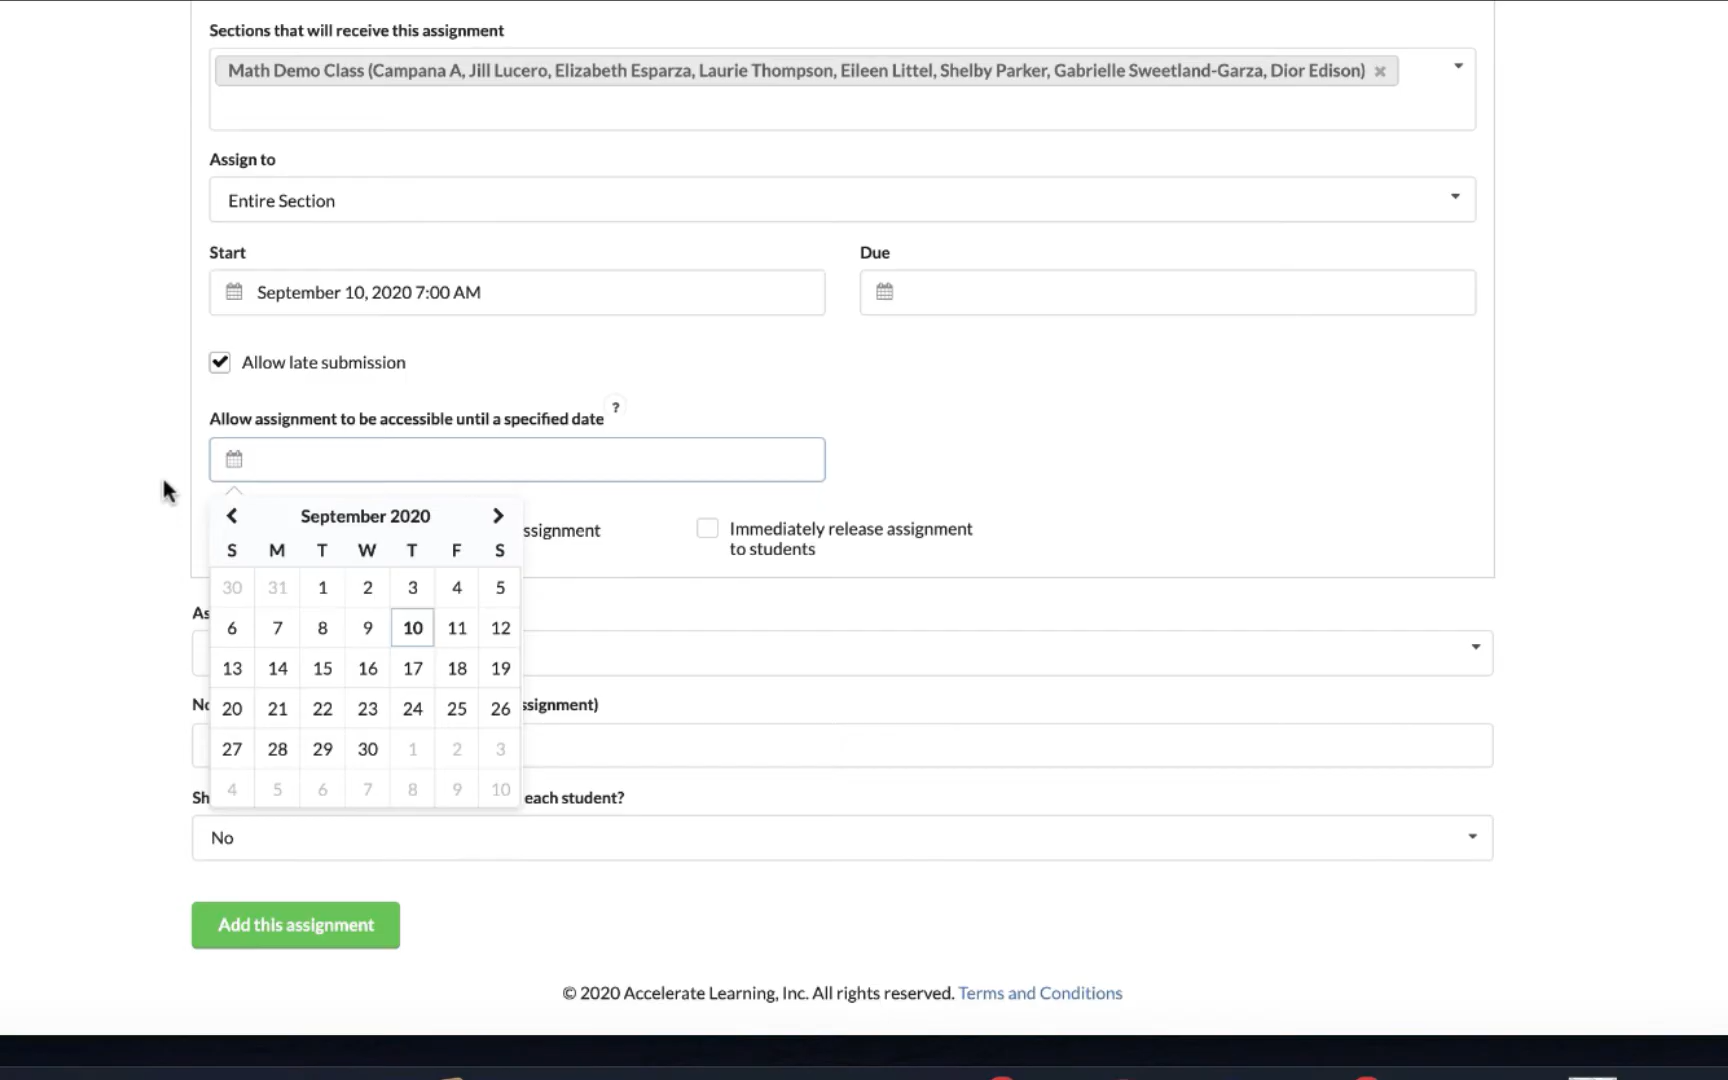 Sections that will receive this assignment
Math Demo Class (Campana A, Jill Lucero, Elizabeth Esparza, Laurie Thompson, Eileen Littel, Shelby Parker, Gabrielle Sweetland-Garza, Dior Edison) ×
Assign to
Entire Section
Start
Due
September 10, 2020 7:00 AM
Allow late submission
Allow assignment to be accessible until a specified date ?
September 2020
S M T W T F S
30 31 1 2 3 4 5
6 7 8 9 10 11 12
13 14 15 16 17 18 19
20 21 22 23 24 25 26
27 28 29 30 1 2 3
4 5 6 7 8 9 10
ssignment
Immediately release assignment
to students
As
No
ssignment)
Sh
each student?
No
Add this assignment
© 2020 Accelerate Learning, Inc. All rights reserved. Terms and Conditions